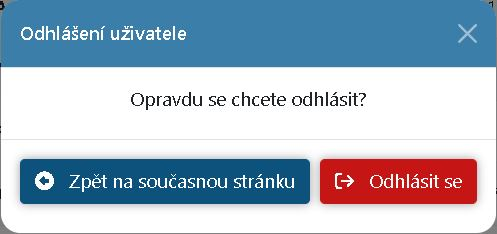 Odhlášení uživatele
Opravdu se chcete odhlásit?
Zpět na současnou stránku
Odhlásit se